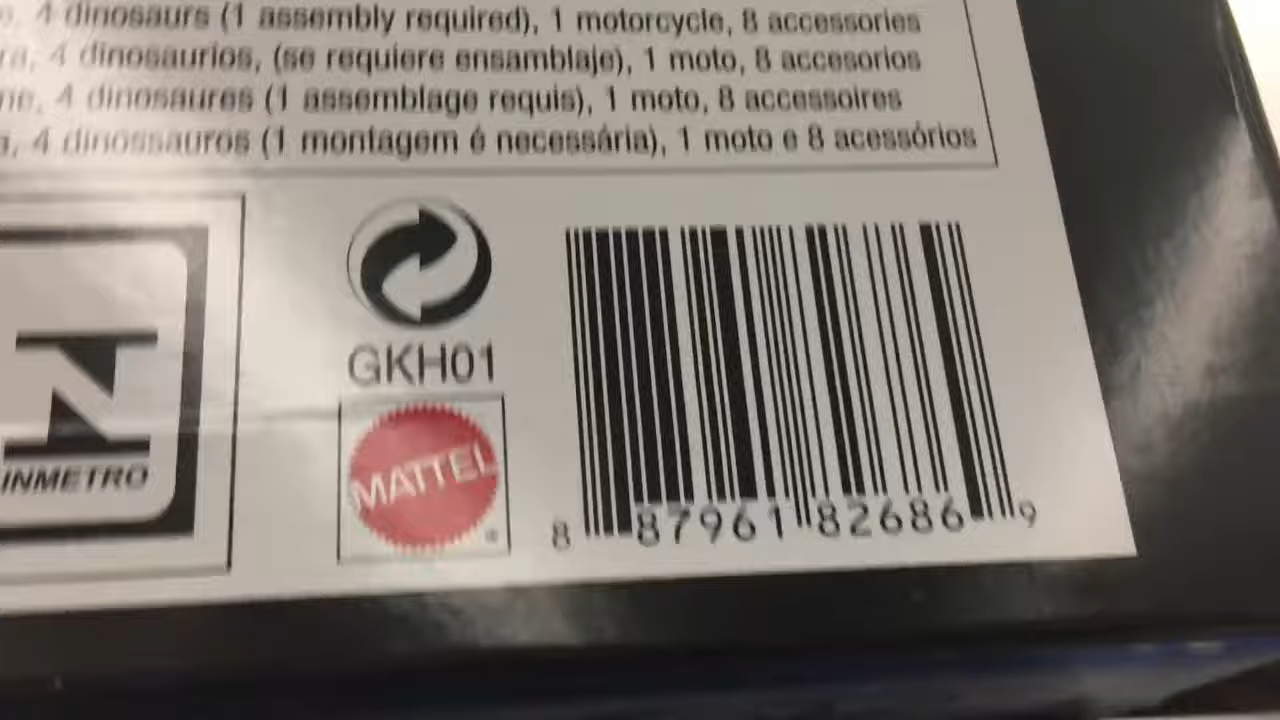 4 dinosaurs (1 assembly required), 1 motorcycle, 8 accessories
4 dinosaurios, (se requiere ensamblaje), 1 moto, 8 accesorios
4 dinosaures (1 assemblage requis), 1 moto, 8 accessoires
4 dinossauros (1 montagem é necessária), 1 moto e 8 acessórios
GKH01
INMETRO
MATTEL
8 87961 82686 9